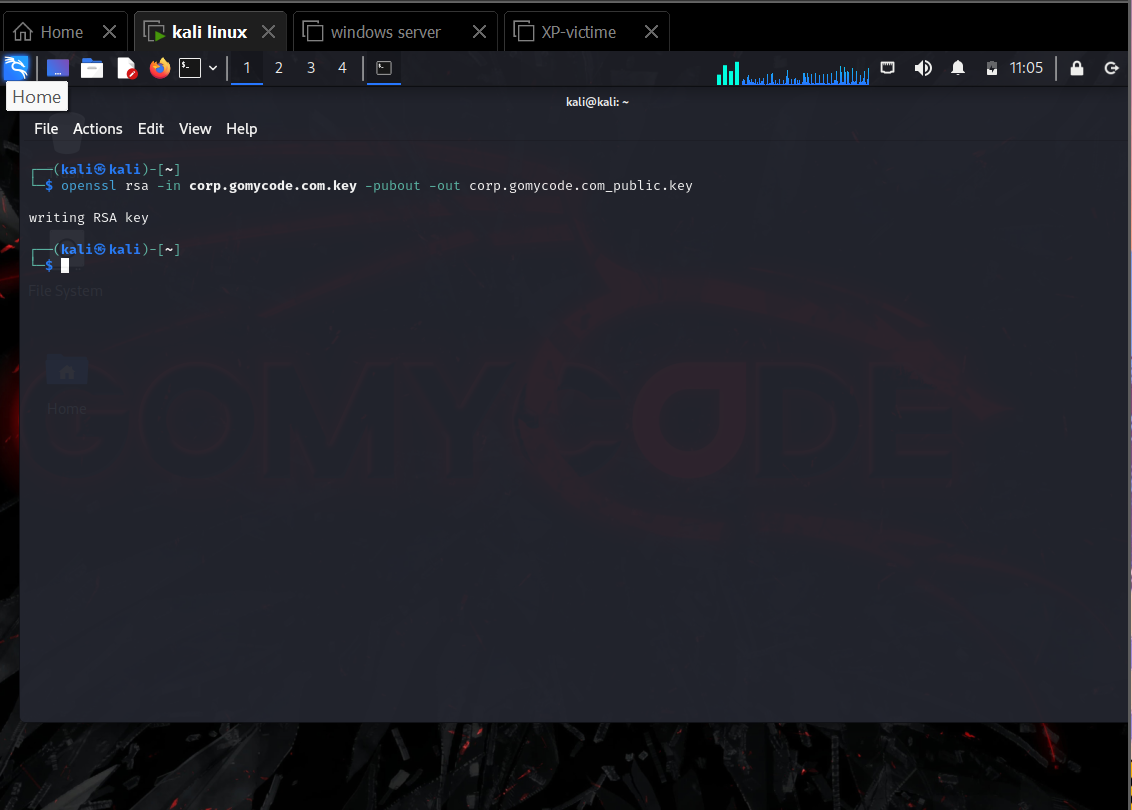 Home
kali linux
windows server
XP-victime
1 2 3 4
11:05
Home
kali@kali: ~
File Actions Edit View Help
┌──(kali㉿kali)-[~]
└─$ openssl rsa -in corp.gomycode.com.key -pubout -out corp.gomycode.com_public.key
writing RSA key
┌──(kali㉿kali)-[~]
└─$
File System
GOMYCODE
Home